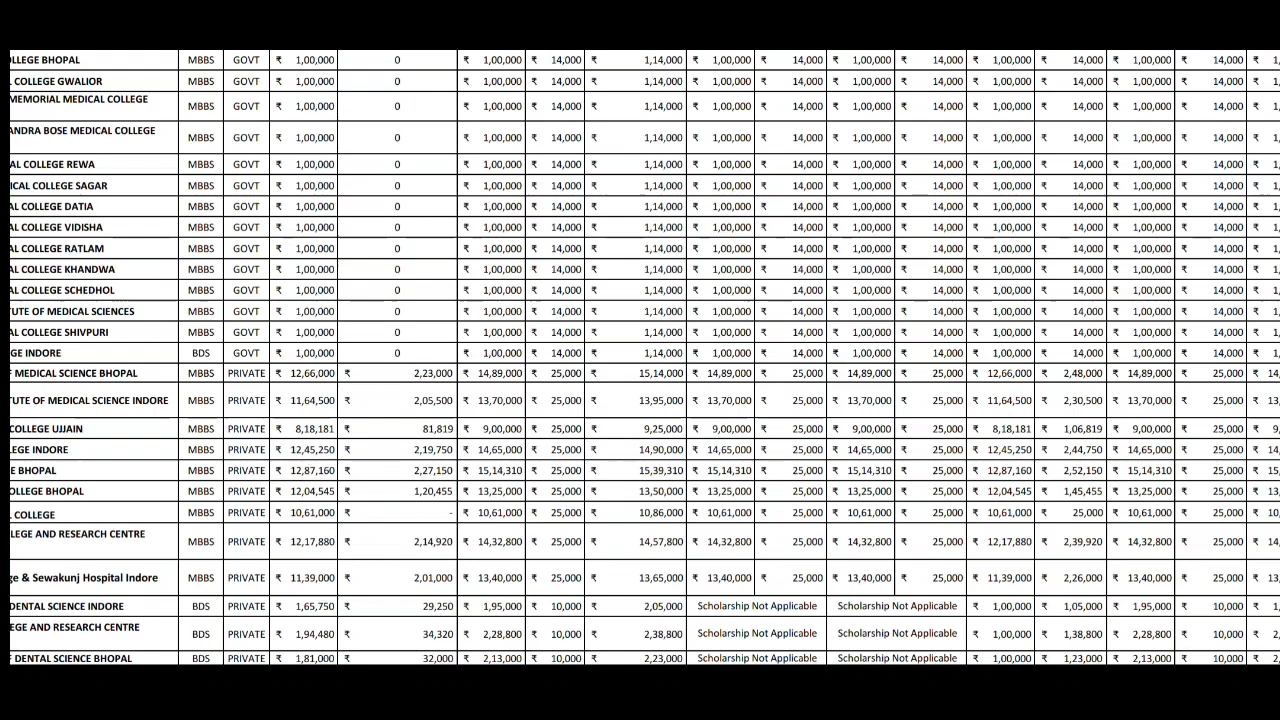 LLEGE BHOPAL MBBS GOVT ₹ 1,00,000 0 ₹ 1,00,000 ₹ 14,000 ₹ 1,14,000 ₹ 1,00,000 ₹ 14,000 ₹ 1,00,000 ₹ 14,000 ₹ 1,00,000 ₹ 14,000 ₹ 1,00,000 ₹ 14,000 ₹ 1,
COLLEGE GWALIOR MBBS GOVT ₹ 1,00,000 0 ₹ 1,00,000 ₹ 14,000 ₹ 1,14,000 ₹ 1,00,000 ₹ 14,000 ₹ 1,00,000 ₹ 14,000 ₹ 1,00,000 ₹ 14,000 ₹ 1,00,000 ₹ 14,000 ₹ 1,
MEMORIAL MEDICAL COLLEGE MBBS GOVT ₹ 1,00,000 0 ₹ 1,00,000 ₹ 14,000 ₹ 1,14,000 ₹ 1,00,000 ₹ 14,000 ₹ 1,00,000 ₹ 14,000 ₹ 1,00,000 ₹ 14,000 ₹ 1,00,000 ₹ 14,000 ₹ 1,
ANDRA BOSE MEDICAL COLLEGE MBBS GOVT ₹ 1,00,000 0 ₹ 1,00,000 ₹ 14,000 ₹ 1,14,000 ₹ 1,00,000 ₹ 14,000 ₹ 1,00,000 ₹ 14,000 ₹ 1,00,000 ₹ 14,000 ₹ 1,00,000 ₹ 14,000 ₹ 1,
AL COLLEGE REWA MBBS GOVT ₹ 1,00,000 0 ₹ 1,00,000 ₹ 14,000 ₹ 1,14,000 ₹ 1,00,000 ₹ 14,000 ₹ 1,00,000 ₹ 14,000 ₹ 1,00,000 ₹ 14,000 ₹ 1,00,000 ₹ 14,000 ₹ 1,
ICAL COLLEGE SAGAR MBBS GOVT ₹ 1,00,000 0 ₹ 1,00,000 ₹ 14,000 ₹ 1,14,000 ₹ 1,00,000 ₹ 14,000 ₹ 1,00,000 ₹ 14,000 ₹ 1,00,000 ₹ 14,000 ₹ 1,00,000 ₹ 14,000 ₹ 1,
AL COLLEGE DATIA MBBS GOVT ₹ 1,00,000 0 ₹ 1,00,000 ₹ 14,000 ₹ 1,14,000 ₹ 1,00,000 ₹ 14,000 ₹ 1,00,000 ₹ 14,000 ₹ 1,00,000 ₹ 14,000 ₹ 1,00,000 ₹ 14,000 ₹ 1,
AL COLLEGE VIDISHA MBBS GOVT ₹ 1,00,000 0 ₹ 1,00,000 ₹ 14,000 ₹ 1,14,000 ₹ 1,00,000 ₹ 14,000 ₹ 1,00,000 ₹ 14,000 ₹ 1,00,000 ₹ 14,000 ₹ 1,00,000 ₹ 14,000 ₹ 1,
AL COLLEGE RATLAM MBBS GOVT ₹ 1,00,000 0 ₹ 1,00,000 ₹ 14,000 ₹ 1,14,000 ₹ 1,00,000 ₹ 14,000 ₹ 1,00,000 ₹ 14,000 ₹ 1,00,000 ₹ 14,000 ₹ 1,00,000 ₹ 14,000 ₹ 1,
AL COLLEGE KHANDWA MBBS GOVT ₹ 1,00,000 0 ₹ 1,00,000 ₹ 14,000 ₹ 1,14,000 ₹ 1,00,000 ₹ 14,000 ₹ 1,00,000 ₹ 14,000 ₹ 1,00,000 ₹ 14,000 ₹ 1,00,000 ₹ 14,000 ₹ 1,
AL COLLEGE SCHEDHOL MBBS GOVT ₹ 1,00,000 0 ₹ 1,00,000 ₹ 14,000 ₹ 1,14,000 ₹ 1,00,000 ₹ 14,000 ₹ 1,00,000 ₹ 14,000 ₹ 1,00,000 ₹ 14,000 ₹ 1,00,000 ₹ 14,000 ₹ 1,
TUTE OF MEDICAL SCIENCES MBBS GOVT ₹ 1,00,000 0 ₹ 1,00,000 ₹ 14,000 ₹ 1,14,000 ₹ 1,00,000 ₹ 14,000 ₹ 1,00,000 ₹ 14,000 ₹ 1,00,000 ₹ 14,000 ₹ 1,00,000 ₹ 14,000 ₹ 1,
AL COLLEGE SHIVPURI MBBS GOVT ₹ 1,00,000 0 ₹ 1,00,000 ₹ 14,000 ₹ 1,14,000 ₹ 1,00,000 ₹ 14,000 ₹ 1,00,000 ₹ 14,000 ₹ 1,00,000 ₹ 14,000 ₹ 1,00,000 ₹ 14,000 ₹ 1,
GE INDORE BDS GOVT ₹ 1,00,000 0 ₹ 1,00,000 ₹ 14,000 ₹ 1,14,000 ₹ 1,00,000 ₹ 14,000 ₹ 1,00,000 ₹ 14,000 ₹ 1,00,000 ₹ 14,000 ₹ 1,00,000 ₹ 14,000 ₹ 1,
F MEDICAL SCIENCE BHOPAL MBBS PRIVATE ₹ 12,66,000 ₹ 2,23,000 ₹ 14,89,000 ₹ 25,000 ₹ 15,14,000 ₹ 14,89,000 ₹ 25,000 ₹ 14,89,000 ₹ 25,000 ₹ 12,66,000 ₹ 2,48,000 ₹ 14,89,000 ₹ 25,000 ₹ 14,
TUTE OF MEDICAL SCIENCE INDORE MBBS PRIVATE ₹ 11,64,500 ₹ 2,05,500 ₹ 13,70,000 ₹ 25,000 ₹ 13,95,000 ₹ 13,70,000 ₹ 25,000 ₹ 13,70,000 ₹ 25,000 ₹ 11,64,500 ₹ 2,30,500 ₹ 13,70,000 ₹ 25,000 ₹ 13,
COLLEGE UJJAIN MBBS PRIVATE ₹ 8,18,181 ₹ 81,819 ₹ 9,00,000 ₹ 25,000 ₹ 9,25,000 ₹ 9,00,000 ₹ 25,000 ₹ 9,00,000 ₹ 25,000 ₹ 8,18,181 ₹ 1,06,819 ₹ 9,00,000 ₹ 25,000 ₹ 9,
LEGE INDORE MBBS PRIVATE ₹ 12,45,250 ₹ 2,19,750 ₹ 14,65,000 ₹ 25,000 ₹ 14,90,000 ₹ 14,65,000 ₹ 25,000 ₹ 14,65,000 ₹ 25,000 ₹ 12,45,250 ₹ 2,44,750 ₹ 14,65,000 ₹ 25,000 ₹ 14,
E BHOPAL MBBS PRIVATE ₹ 12,87,160 ₹ 2,27,150 ₹ 15,14,310 ₹ 25,000 ₹ 15,39,310 ₹ 15,14,310 ₹ 25,000 ₹ 15,14,310 ₹ 25,000 ₹ 12,87,160 ₹ 2,52,150 ₹ 15,14,310 ₹ 25,000 ₹ 15,
OLLEGE BHOPAL MBBS PRIVATE ₹ 12,04,545 ₹ 1,20,455 ₹ 13,25,000 ₹ 25,000 ₹ 13,50,000 ₹ 13,25,000 ₹ 25,000 ₹ 13,25,000 ₹ 25,000 ₹ 12,04,545 ₹ 1,45,455 ₹ 13,25,000 ₹ 25,000 ₹ 13,
COLLEGE MBBS PRIVATE ₹ 10,61,000 ₹ - ₹ 10,61,000 ₹ 25,000 ₹ 10,86,000 ₹ 10,61,000 ₹ 25,000 ₹ 10,61,000 ₹ 25,000 ₹ 10,61,000 ₹ 25,000 ₹ 10,61,000 ₹ 25,000 ₹ 10,
LEGE AND RESEARCH CENTRE MBBS PRIVATE ₹ 12,17,880 ₹ 2,14,920 ₹ 14,32,800 ₹ 25,000 ₹ 14,57,800 ₹ 14,32,800 ₹ 25,000 ₹ 14,32,800 ₹ 25,000 ₹ 12,17,880 ₹ 2,39,920 ₹ 14,32,800 ₹ 25,000 ₹ 14,
ge & Sewakunj Hospital Indore MBBS PRIVATE ₹ 11,39,000 ₹ 2,01,000 ₹ 13,40,000 ₹ 25,000 ₹ 13,65,000 ₹ 13,40,000 ₹ 25,000 ₹ 13,40,000 ₹ 25,000 ₹ 11,39,000 ₹ 2,26,000 ₹ 13,40,000 ₹ 25,000 ₹ 13,
DENTAL SCIENCE INDORE BDS PRIVATE ₹ 1,65,750 ₹ 29,250 ₹ 1,95,000 ₹ 10,000 ₹ 2,05,000 Scholarship Not Applicable Scholarship Not Applicable ₹ 1,00,000 ₹ 1,05,000 ₹ 1,95,000 ₹ 10,000 ₹ 1,
EGE AND RESEARCH CENTRE BDS PRIVATE ₹ 1,94,480 ₹ 34,320 ₹ 2,28,800 ₹ 10,000 ₹ 2,38,800 Scholarship Not Applicable Scholarship Not Applicable ₹ 1,00,000 ₹ 1,38,800 ₹ 2,28,800 ₹ 10,000 ₹ 2,
F DENTAL SCIENCE BHOPAL BDS PRIVATE ₹ 1,81,000 ₹ 32,000 ₹ 2,13,000 ₹ 10,000 ₹ 2,23,000 Scholarship Not Applicable Scholarship Not Applicable ₹ 1,00,000 ₹ 1,23,000 ₹ 2,13,000 ₹ 10,000 ₹ 2,